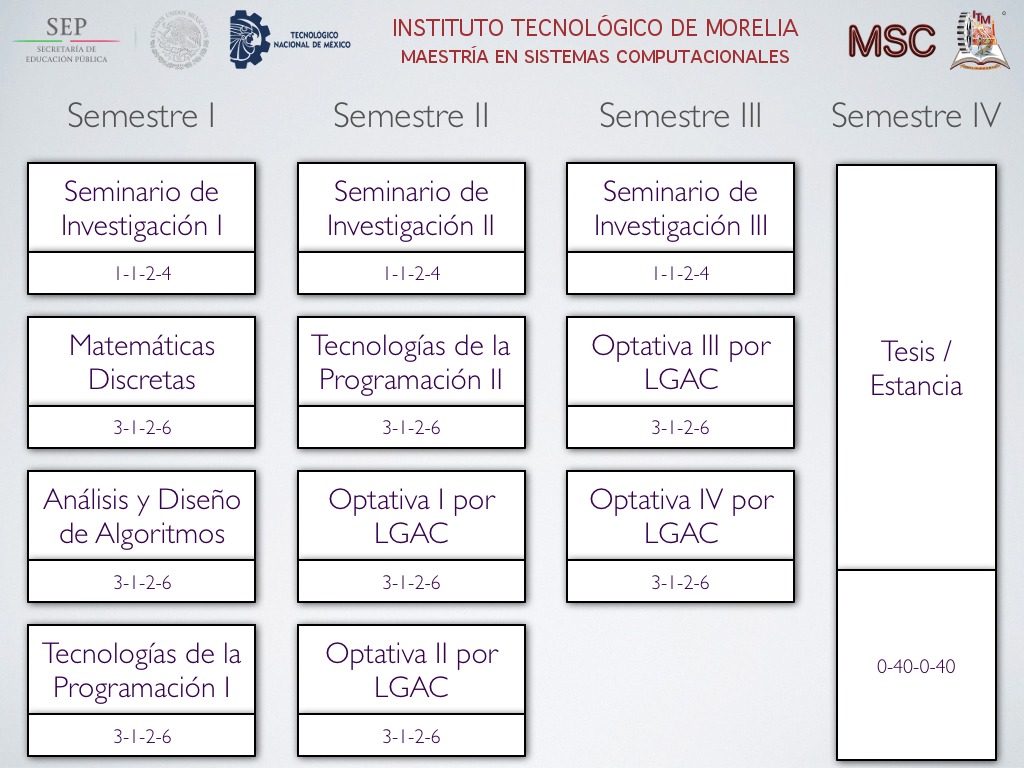 SEP
SECRETARÍA DE
EDUCACIÓN PÚBLICA
TECNOLÓGICO
NACIONAL DE MÉXICO
INSTITUTO TECNOLÓGICO DE MORELIA
MAESTRÍA EN SISTEMAS COMPUTACIONALES
MSC
ITM
Semestre I
Semestre II
Semestre III
Semestre IV
Seminario de
Investigación I
1-1-2-4
Seminario de
Investigación II
1-1-2-4
Seminario de
Investigación III
1-1-2-4
Matemáticas
Discretas
3-1-2-6
Tecnologías de la
Programación II
3-1-2-6
Optativa III por
LGAC
3-1-2-6
Tesis /
Estancia
Análisis y Diseño
de Algoritmos
3-1-2-6
Optativa I por
LGAC
3-1-2-6
Optativa IV por
LGAC
3-1-2-6
Tecnologías de la
Programación I
3-1-2-6
Optativa II por
LGAC
3-1-2-6
0-40-0-40